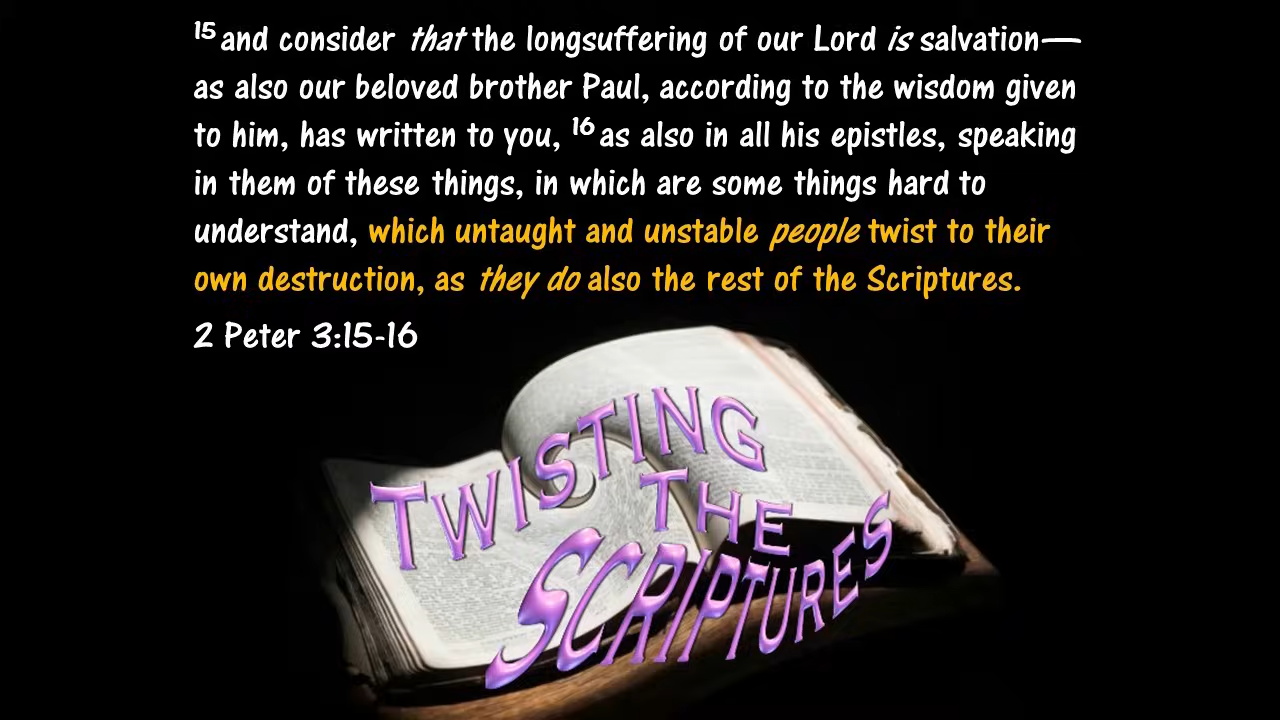 15 and consider that the longsuffering of our Lord is salvation—
as also our beloved brother Paul, according to the wisdom given
to him, has written to you, 16 as also in all his epistles, speaking
in them of these things, in which are some things hard to
understand, which untaught and unstable people twist to their
own destruction, as they do also the rest of the Scriptures.
2 Peter 3:15-16
TWISTING
THE
SCRIPTURES